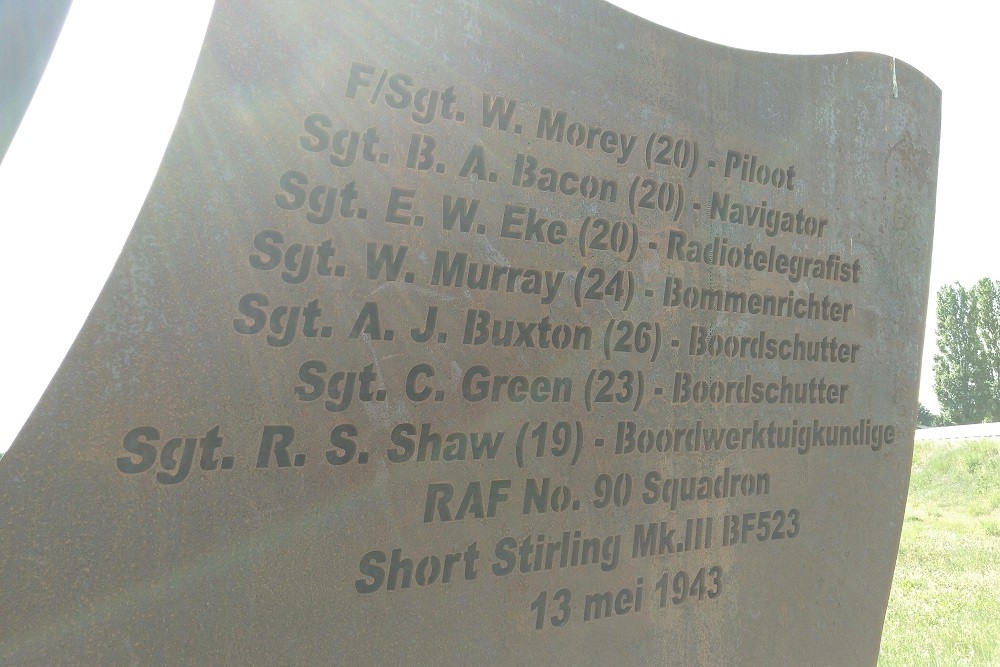 F/Sgt. W. Morey (20) - Piloot
Sgt. B. A. Bacon (20) - Navigator
Sgt. E. W. Eke (20) - Radiotelegrafist
Sgt. W. Murray (24) - Bommenrichter
Sgt. A. J. Buxton (26) - Boordschutter
Sgt. C. Green (23) - Boordschutter
Sgt. R. S. Shaw (19) - Boordwerktuigkundige
RAF No. 90 Squadron
Short Stirling Mk.III BF523
13 mei 1943